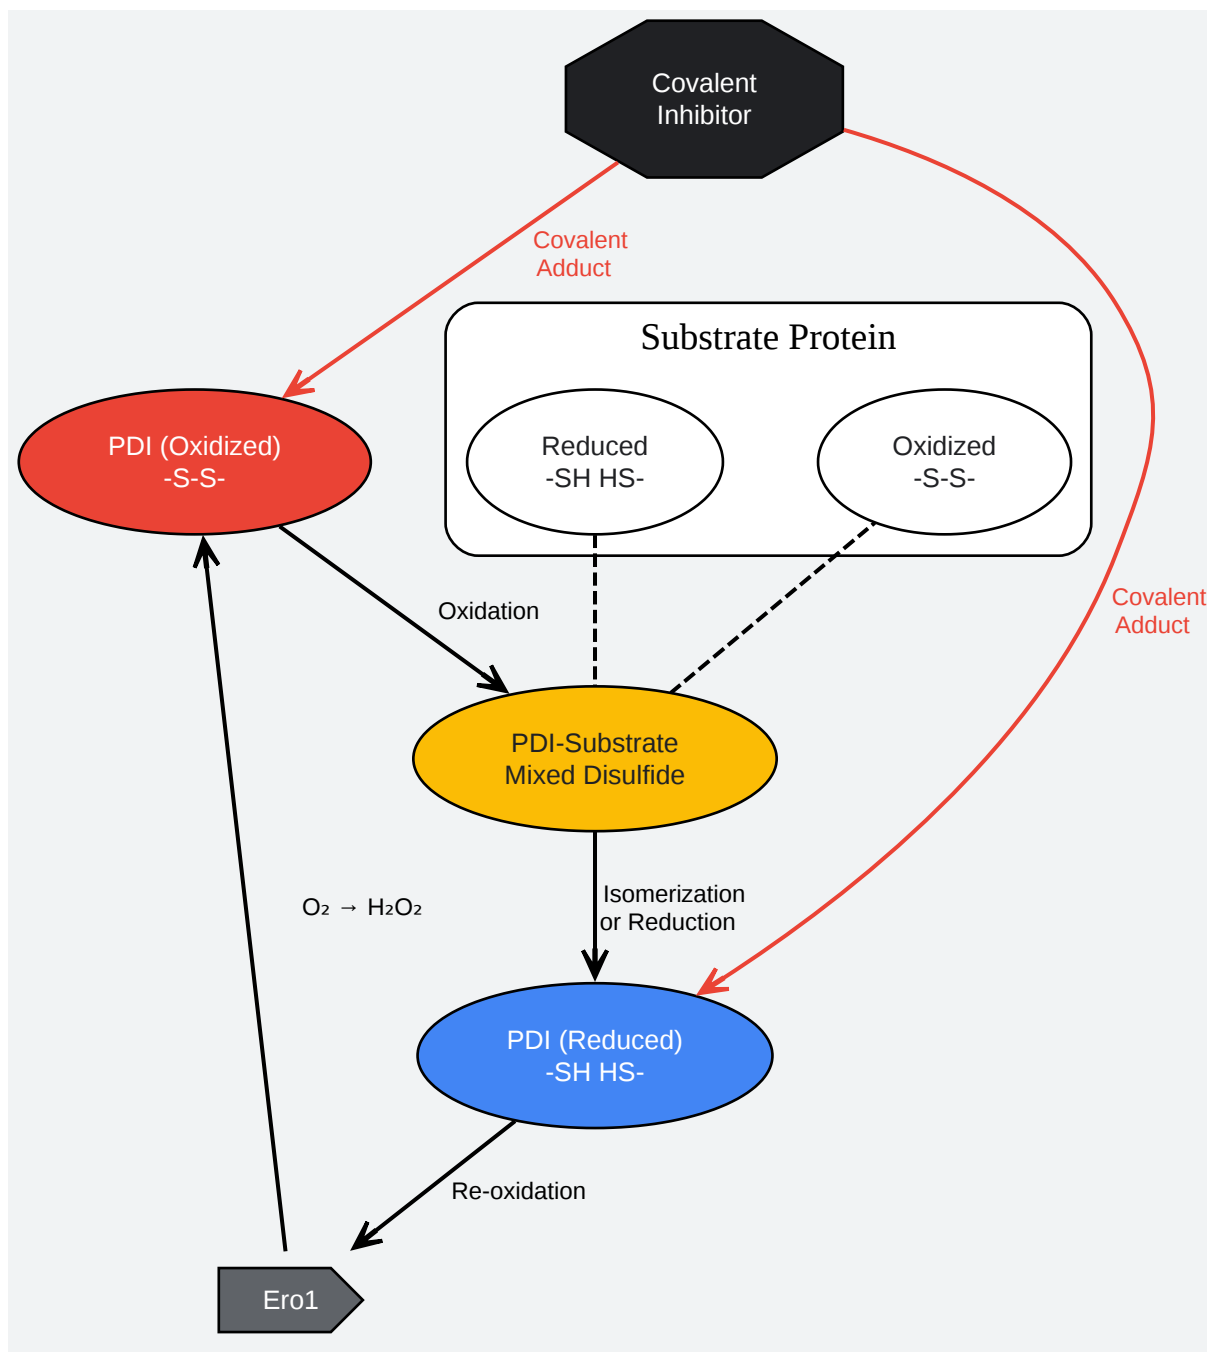 Covalent
Inhibitor
Covalent
Adduct
Substrate Protein
PDI (Oxidized)
-S-S-
Reduced
-SH HS-
Oxidized
-S-S-
Covalent
Adduct
Oxidation
PDI-Substrate
Mixed Disulfide
Isomerization
or Reduction
O₂ → H₂O₂
PDI (Reduced)
-SH HS-
Re-oxidation
Ero1